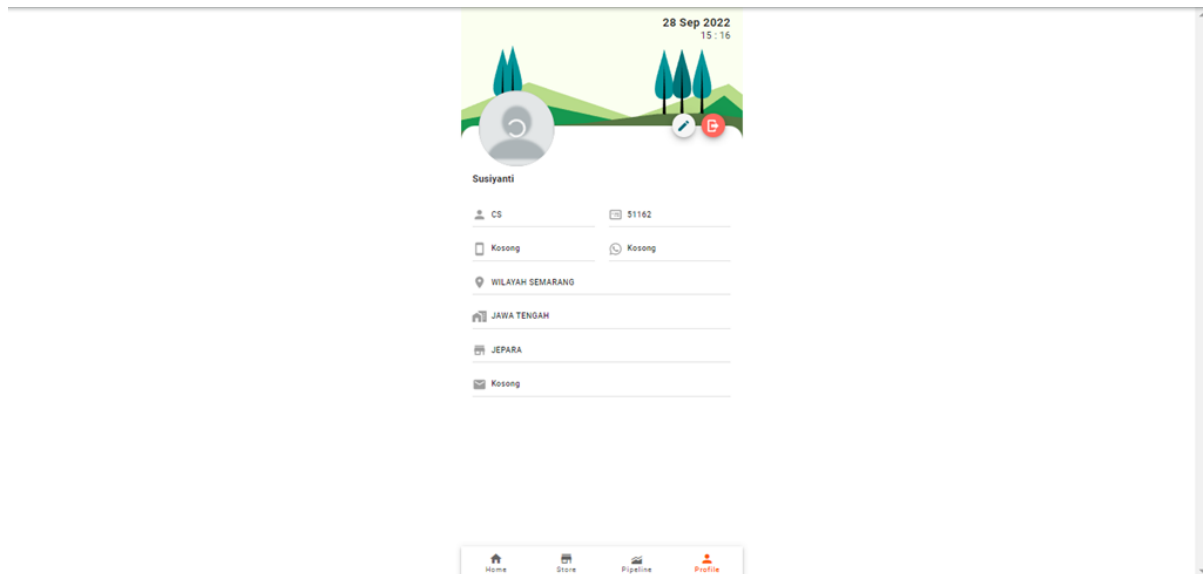 28 Sep 2022
15 : 16
Susiyanti
CS
51162
Kosong
Kosong
WILAYAH SEMARANG
JAWA TENGAH
JEPARA
Kosong
Home Store Pipeline Profile